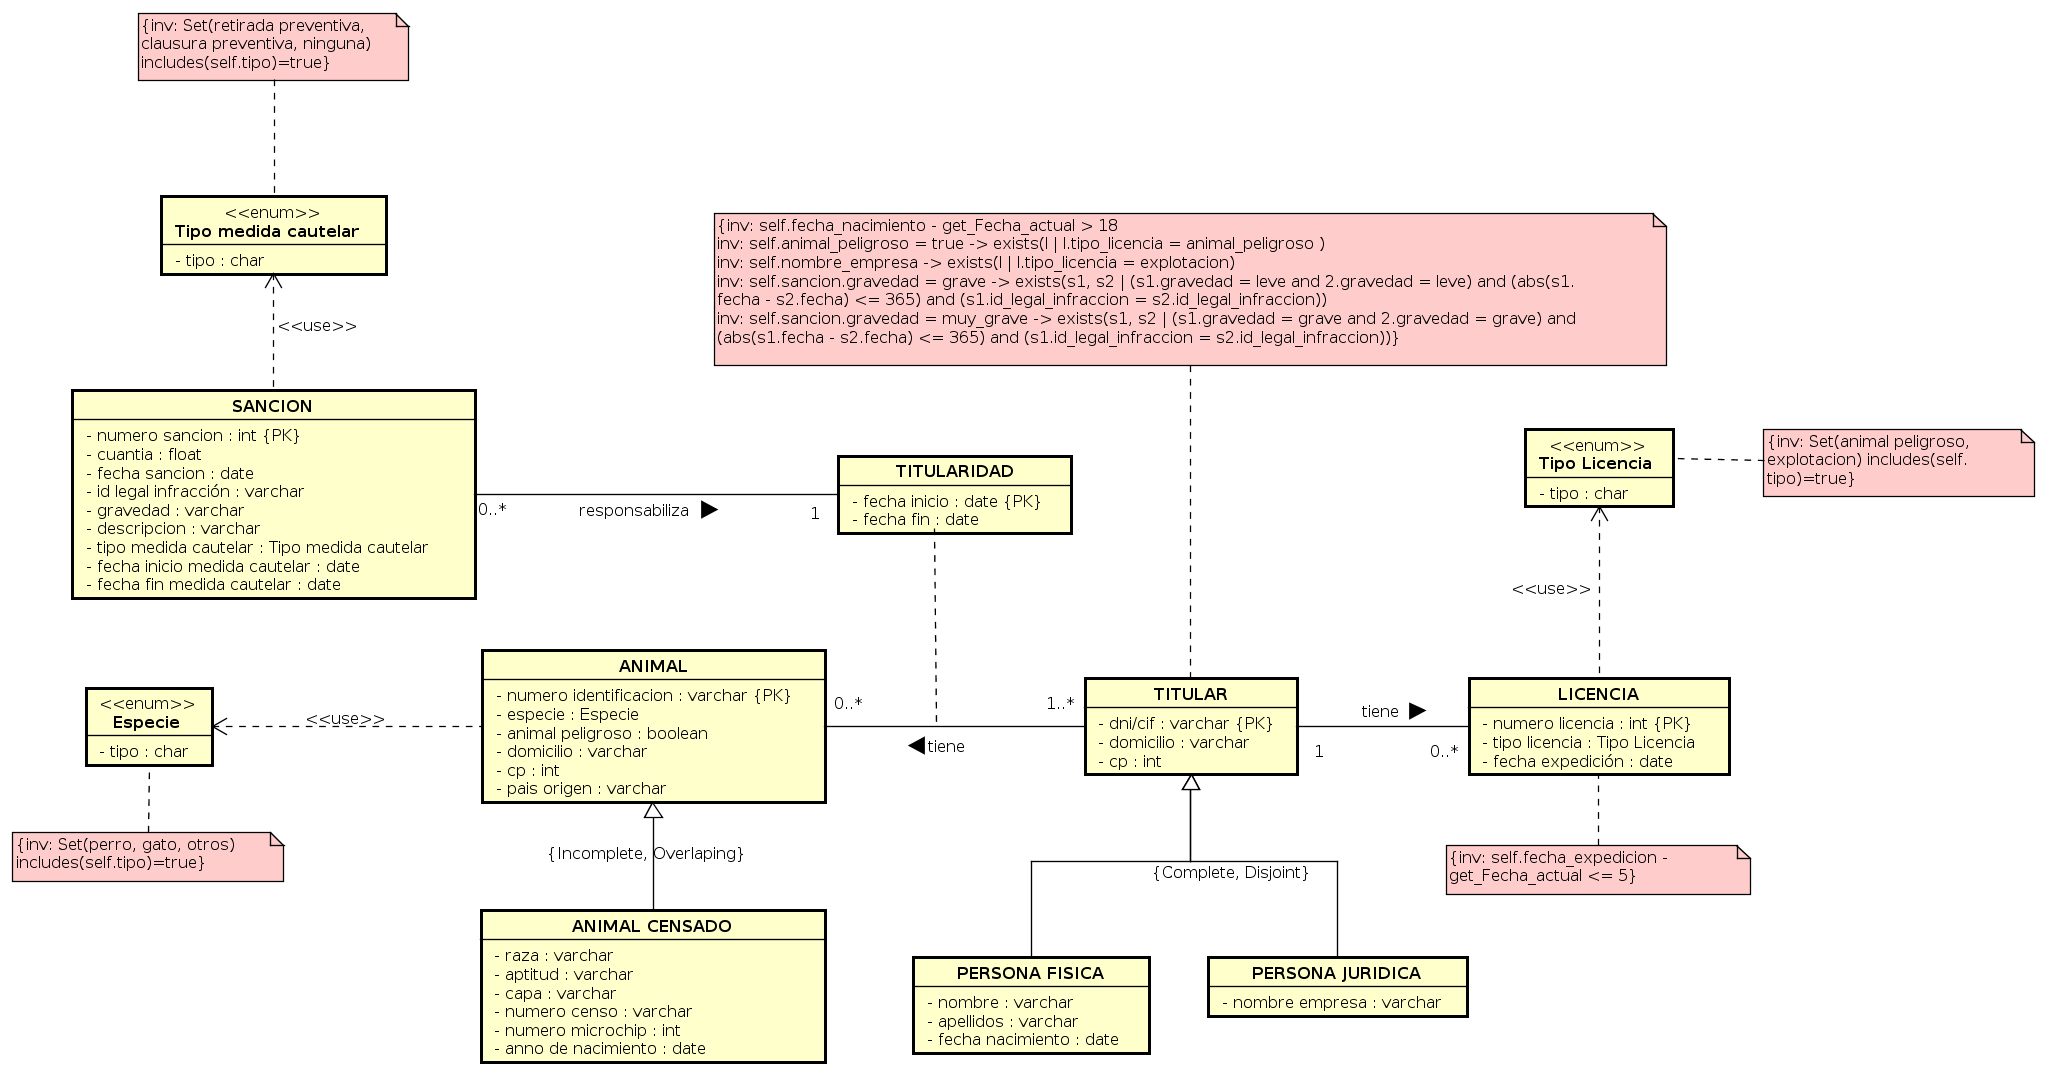 {inv: Set(retirada preventiva,
clausura preventiva, ninguna)
includes(self.tipo)=true}
<<enum>>
Tipo medida cautelar
- tipo : char
<<use>>
{inv: self.fecha_nacimiento - get_Fecha_actual > 18
inv: self.animal_peligroso = true -> exists(l | l.tipo_licencia = animal_peligroso )
inv: self.nombre_empresa -> exists(l | l.tipo_licencia = explotacion)
inv: self.sancion.gravedad = grave -> exists(s1, s2 | (s1.gravedad = leve and 2.gravedad = leve) and (abs(s1.
fecha - s2.fecha) <= 365) and (s1.id_legal_infraccion = s2.id_legal_infraccion))
inv: self.sancion.gravedad = muy_grave -> exists(s1, s2 | (s1.gravedad = grave and 2.gravedad = grave) and
(abs(s1.fecha - s2.fecha) <= 365) and (s1.id_legal_infraccion = s2.id_legal_infraccion))}
SANCION
- numero sancion : int {PK}
- cuantia : float
- fecha sancion : date
- id legal infracción : varchar
- gravedad : varchar
- descripcion : varchar
- tipo medida cautelar : Tipo medida cautelar
- fecha inicio medida cautelar : date
- fecha fin medida cautelar : date
0..*
responsabiliza
1
TITULARIDAD
- fecha inicio : date {PK}
- fecha fin : date
<<enum>>
Tipo Licencia
- tipo : char
{inv: Set(animal peligroso,
explotacion) includes(self.
tipo)=true}
<<use>>
<<enum>>
Especie
- tipo : char
<<use>>
{inv: Set(perro, gato, otros)
includes(self.tipo)=true}
ANIMAL
- numero identificacion : varchar {PK}
- especie : Especie
- animal peligroso : boolean
- domicilio : varchar
- cp : int
- pais origen : varchar
0..*
1..*
tiene
TITULAR
- dni/cif : varchar {PK}
- domicilio : varchar
- cp : int
tiene
1
0..*
LICENCIA
- numero licencia : int {PK}
- tipo licencia : Tipo Licencia
- fecha expedición : date
{inv: self.fecha_expedicion -
get_Fecha_actual <= 5}
{Incomplete, Overlaping}
{Complete, Disjoint}
ANIMAL CENSADO
- raza : varchar
- aptitud : varchar
- capa : varchar
- numero censo : varchar
- numero microchip : int
- anno de nacimiento : date
PERSONA FISICA
- nombre : varchar
- apellidos : varchar
- fecha nacimiento : date
PERSONA JURIDICA
- nombre empresa : varchar